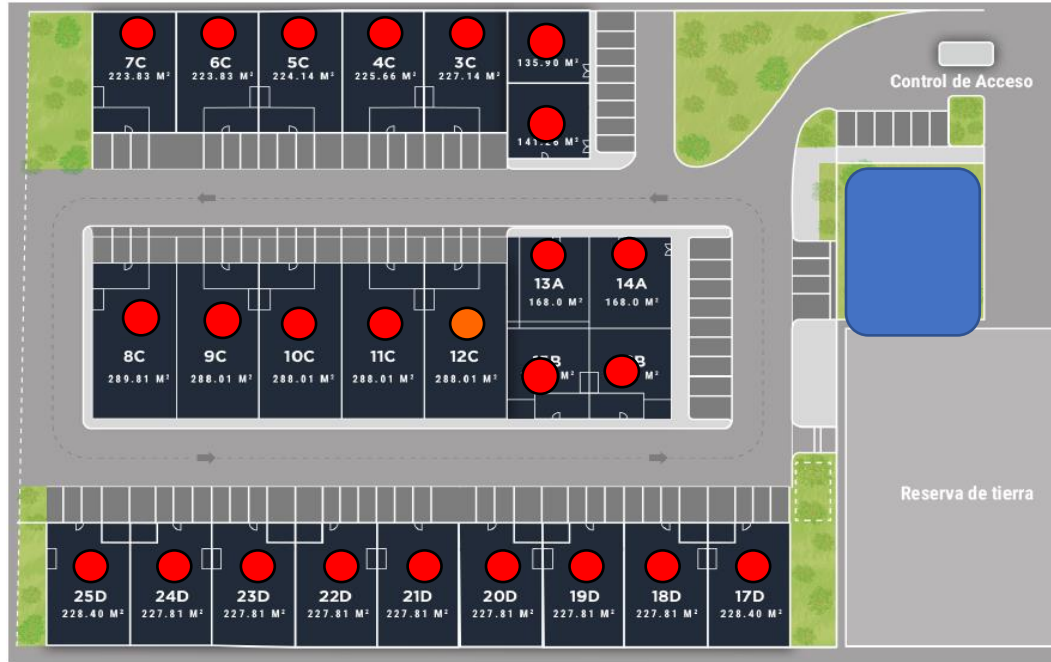 7C
223.83 M²
6C
223.83 M²
5C
224.14 M²
4C
225.66 M²
3C
227.14 M²
135.90 M²
M²
Control de Acceso
8C
289.81 M²
9C
288.01 M²
10C
288.01 M²
11C
288.01 M²
12C
288.01 M²
13A
168.0 M²
14A
168.0 M²
B
M²
B
M²
Reserva de tierra
25D
228.40 M²
24D
227.81 M²
23D
227.81 M²
22D
227.81 M²
21D
227.81 M²
20D
227.81 M²
19D
227.81 M²
18D
227.81 M²
17D
228.40 M²